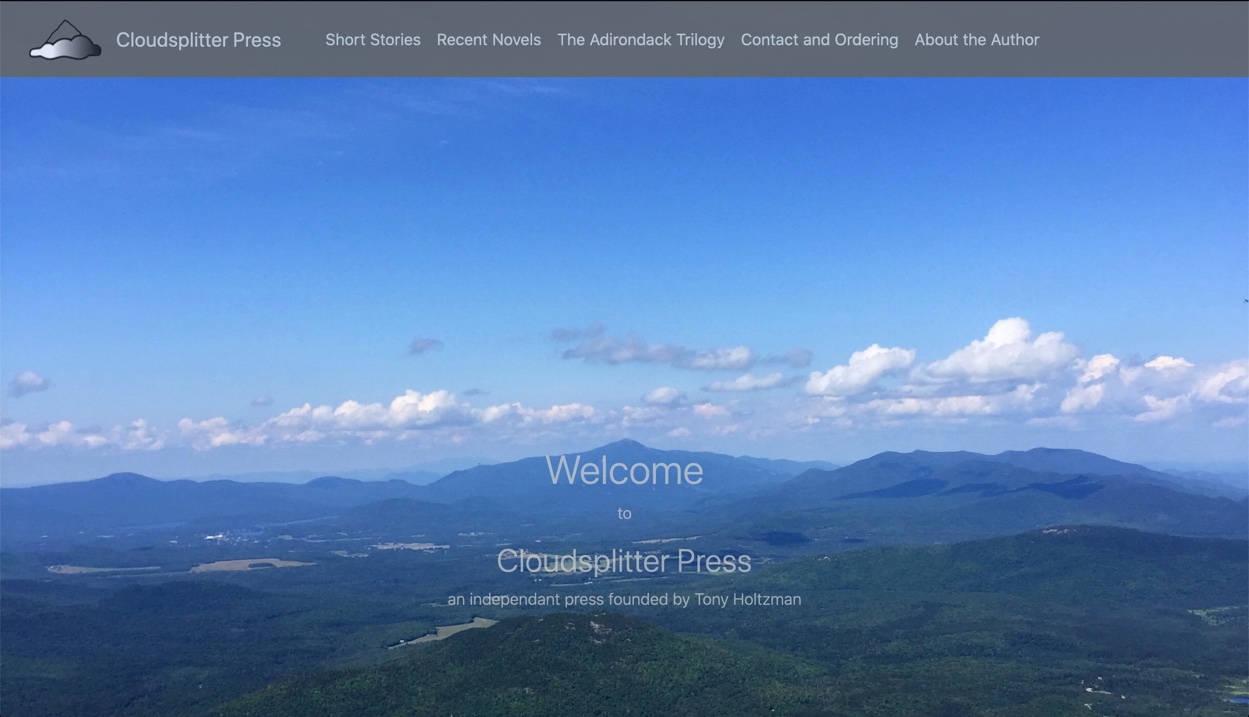 Cloudsplitter Press Short Stories Recent Novels The Adirondack Trilogy Contact and Ordering About the Author
Welcome
to
Cloudsplitter Press
an independant press founded by Tony Holtzman